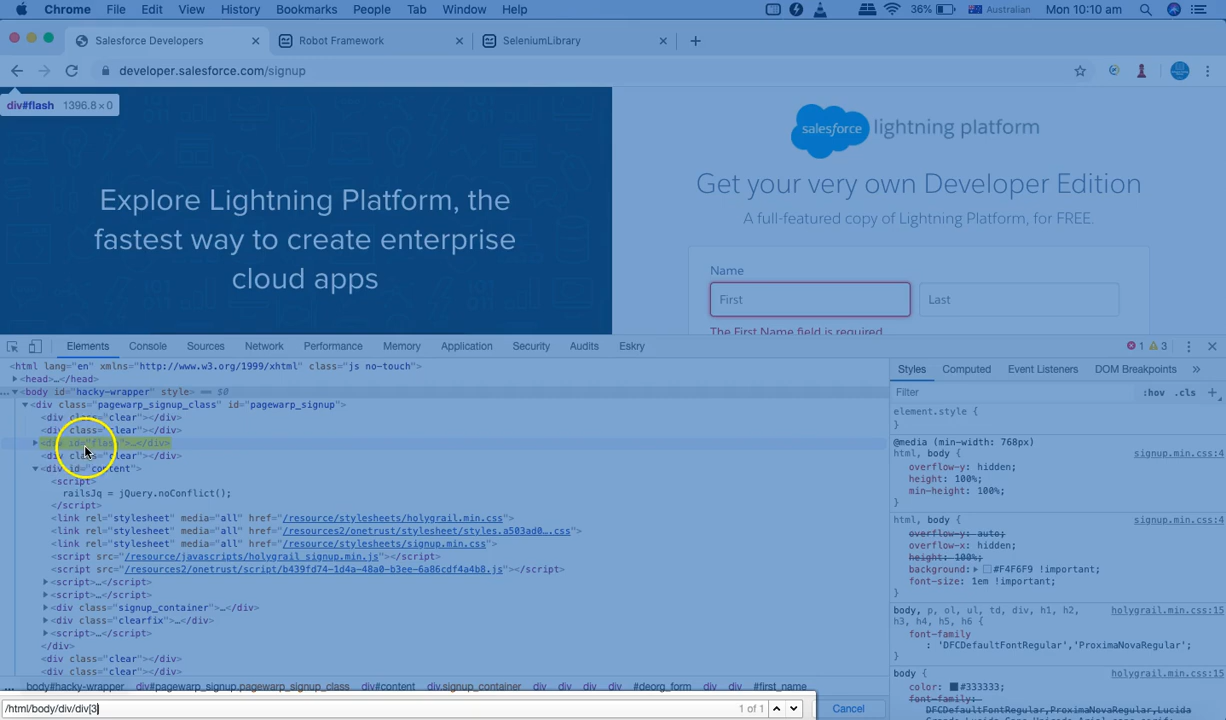 Chrome File Edit View History Bookmarks People Tab Window Help 36% Australian Mon 10:10 am
Salesforce Developers Robot Framework SeleniumLibrary
developer.salesforce.com/signup
div#flash 1396.8×0
salesforce lightning platform
Explore Lightning Platform, the
fastest way to create enterprise
cloud apps
Get your very own Developer Edition
A full-featured copy of Lightning Platform, for FREE.
Name
First Last
The First Name field is required
Elements Console Sources Network Performance Memory Application Security Audits Eskry 1 3
<html lang="en" xmlns="http://www.w3.org/1999/xhtml" class="js no-touch">
<head>…</head>
<body id="hacky-wrapper" style> == $0
<div class="pagewarp_signup_class" id="pagewarp_signup">
<div class="clear"></div>
<div class="clear"></div>
<div id="flash">…</div>
<div class="clear"></div>
<div id="content">
<script>
railsJq = jQuery.noConflict();
</script>
<link rel="stylesheet" media="all" href="/resource/stylesheets/holygrail.min.css">
<link rel="stylesheet" media="all" href="/resources2/onetrust/stylesheet/styles.a503ad0….css">
<link rel="stylesheet" media="all" href="/resource/stylesheets/signup.min.css">
<script src="/resource/javascripts/holygrail_signup.min.js"></script>
<script src="/resources2/onetrust/script/b439fd74-1d4a-48a0-b3ee-6a86cdf4a4b8.js"></script>
<script>…</script>
<script>…</script>
<div class="signup_container">…</div>
<div class="clearfix">…</div>
<script>…</script>
</div>
<div class="clear"></div>
<div class="clear"></div>
… body#hacky-wrapper div#pagewarp_signup.pagewarp_signup_class div#content div.signup_container div div div #deorg_form div #first_name
/html/body/div/div[3 1 of 1 Cancel
Styles Computed Event Listeners DOM Breakpoints »
Filter :hov .cls +
element.style {
}
@media (min-width: 768px)
html, body { signup.min.css:4
overflow-y: hidden;
height: 100%;
min-height: 100%;
}
html, body { signup.min.css:4
overflow-y: auto;
overflow-x: hidden;
height: 100%;
background: #F4F6F9 !important;
font-size: 1em !important;
}
body, p, ol, ul, td, div, h1, h2, holygrail.min.css:15
h3, h4, h5, h6 {
font-family
: 'DFCDefaultFontRegular','ProximaNovaRegular';
}
body { holygrail.min.css:15
color: #333333;
font-family:
DFCDefaultFontRegular,ProximaNovaRegular,Lucida